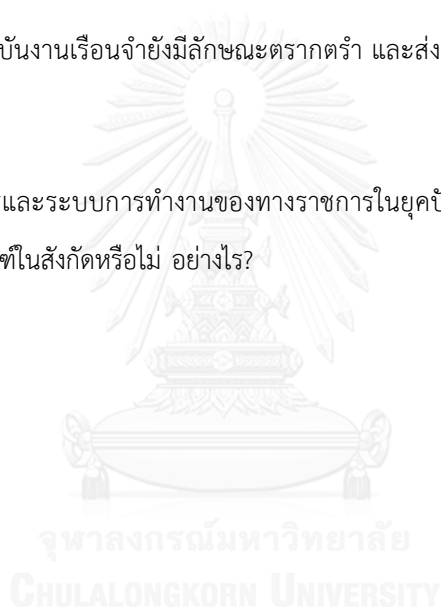 บันงานเรือนจำยังมีลักษณะตรากตรำ และส่ง
และระบบการทำงานของทางราชการในยุคปั
ฑ์ในสังกัดหรือไม่ อย่างไร?
จุฬาลงกรณ์มหาวิทยาลัย
CHULALONGKORN UNIVERSITY